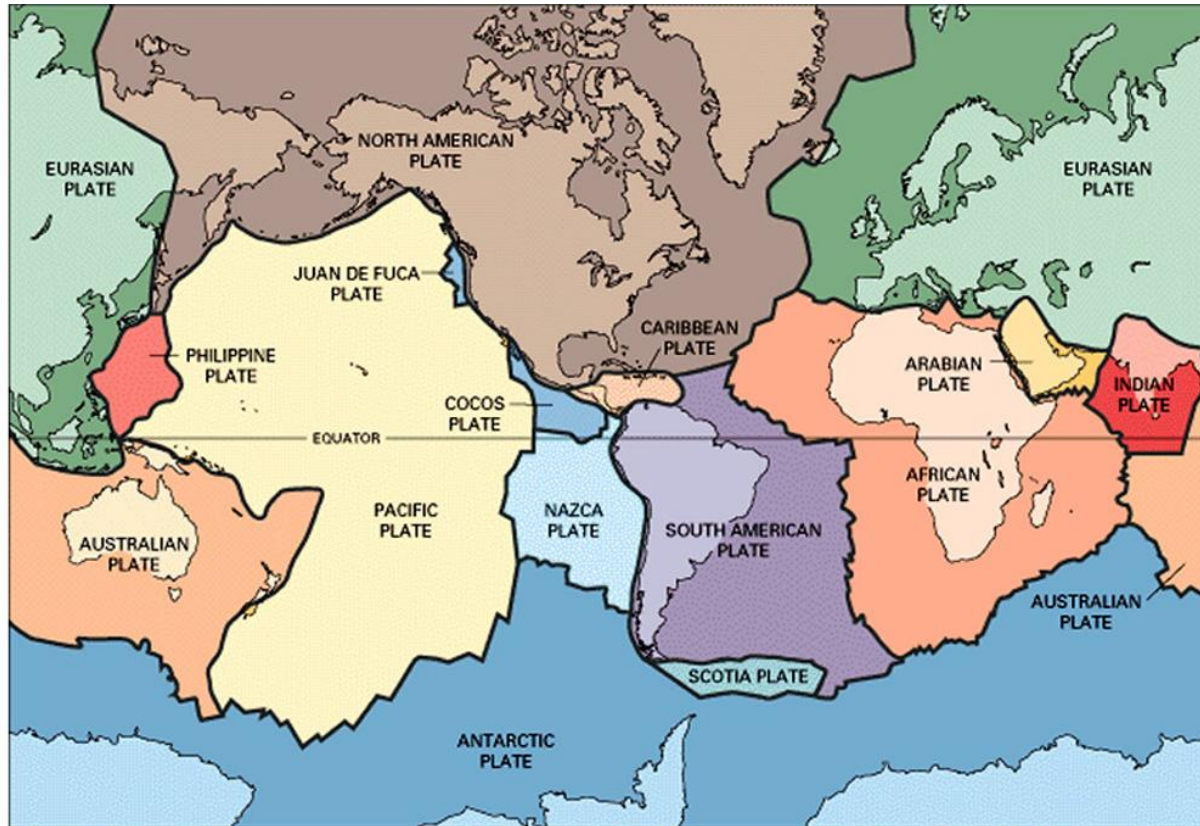 NORTH AMERICAN
PLATE
EURASIAN
PLATE
EURASIAN
PLATE
JUAN DE FUCA
PLATE
CARIBBEAN
PLATE
PHILIPPINE
PLATE
ARABIAN
PLATE
INDIAN
PLATE
COCOS
PLATE
EQUATOR
AFRICAN
PLATE
PACIFIC
PLATE
NAZCA
PLATE
SOUTH AMERICAN
PLATE
AUSTRALIAN
PLATE
AUSTRALIAN
PLATE
SCOTIA PLATE
ANTARCTIC
PLATE